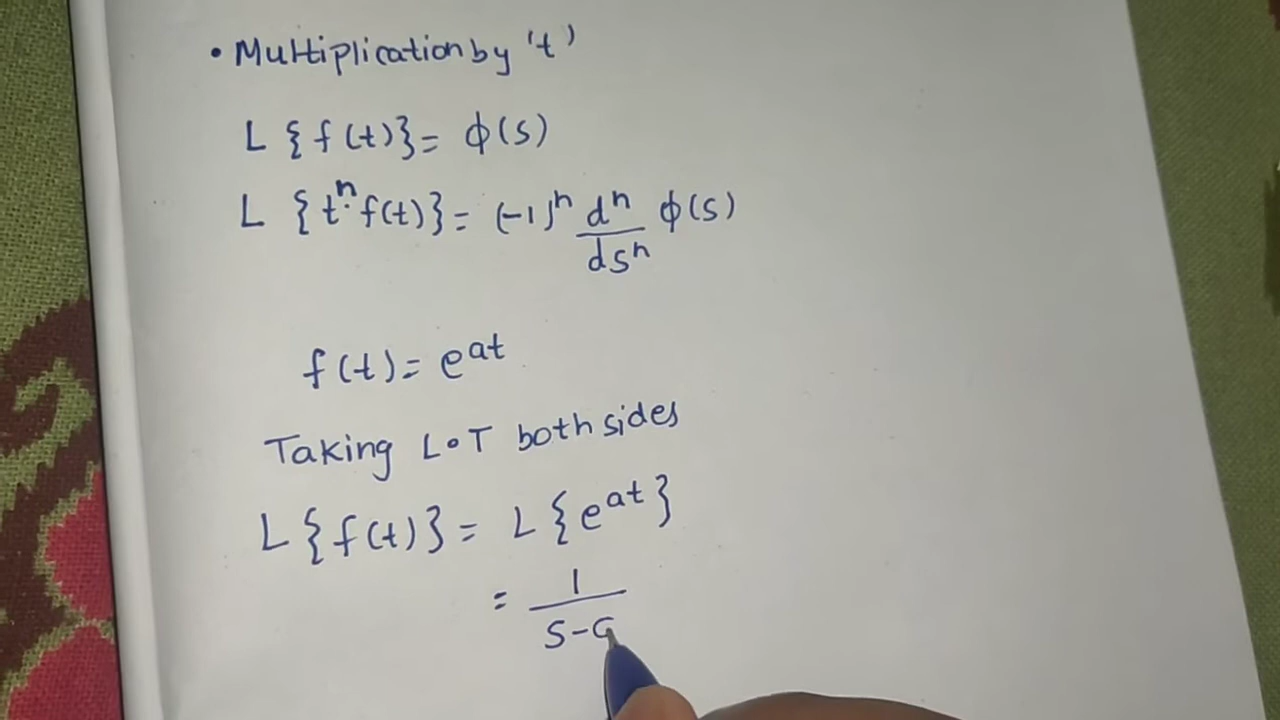 • Multiplication by 't'
L {f(t)} = ϕ(s)
L {tⁿ·f(t)} = (-1)ⁿ dⁿ/dsⁿ ϕ(s)
f(t) = e^at
Taking L∘T both sides
L{f(t)} = L{e^at}
= 1/s-